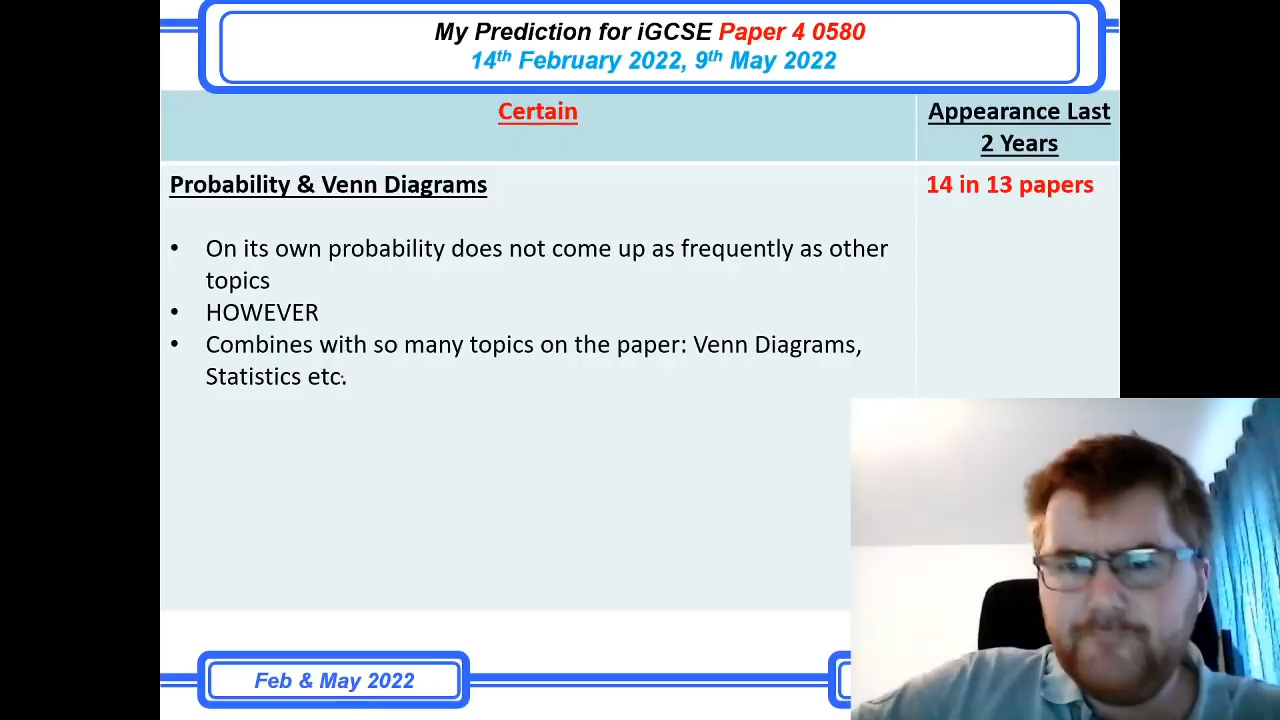 My Prediction for iGCSE Paper 4 0580
14th February 2022, 9th May 2022
Certain
Appearance Last
2 Years
Probability & Venn Diagrams
14 in 13 papers
• On its own probability does not come up as frequently as other
topics
• HOWEVER
• Combines with so many topics on the paper: Venn Diagrams,
Statistics etc.
Feb & May 2022